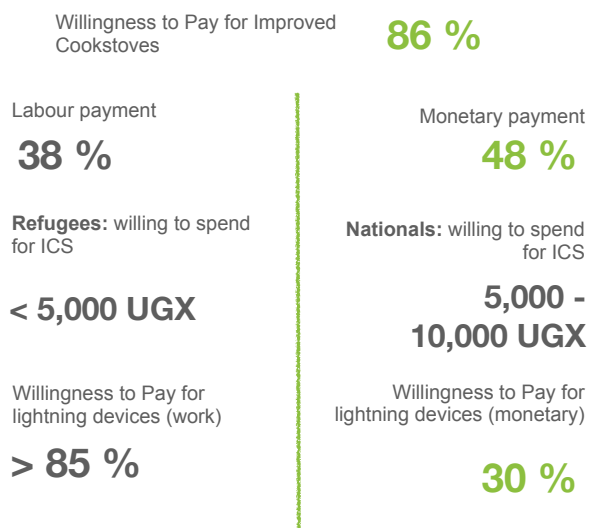 Willingness to Pay for Improved
Cookstoves
86 %
Labour payment
38 %
Monetary payment
48 %
Refugees: willing to spend
for ICS
< 5,000 UGX
Nationals: willing to spend
for ICS
5,000 -
10,000 UGX
Willingness to Pay for
lightning devices (work)
> 85 %
Willingness to Pay for
lightning devices (monetary)
30 %